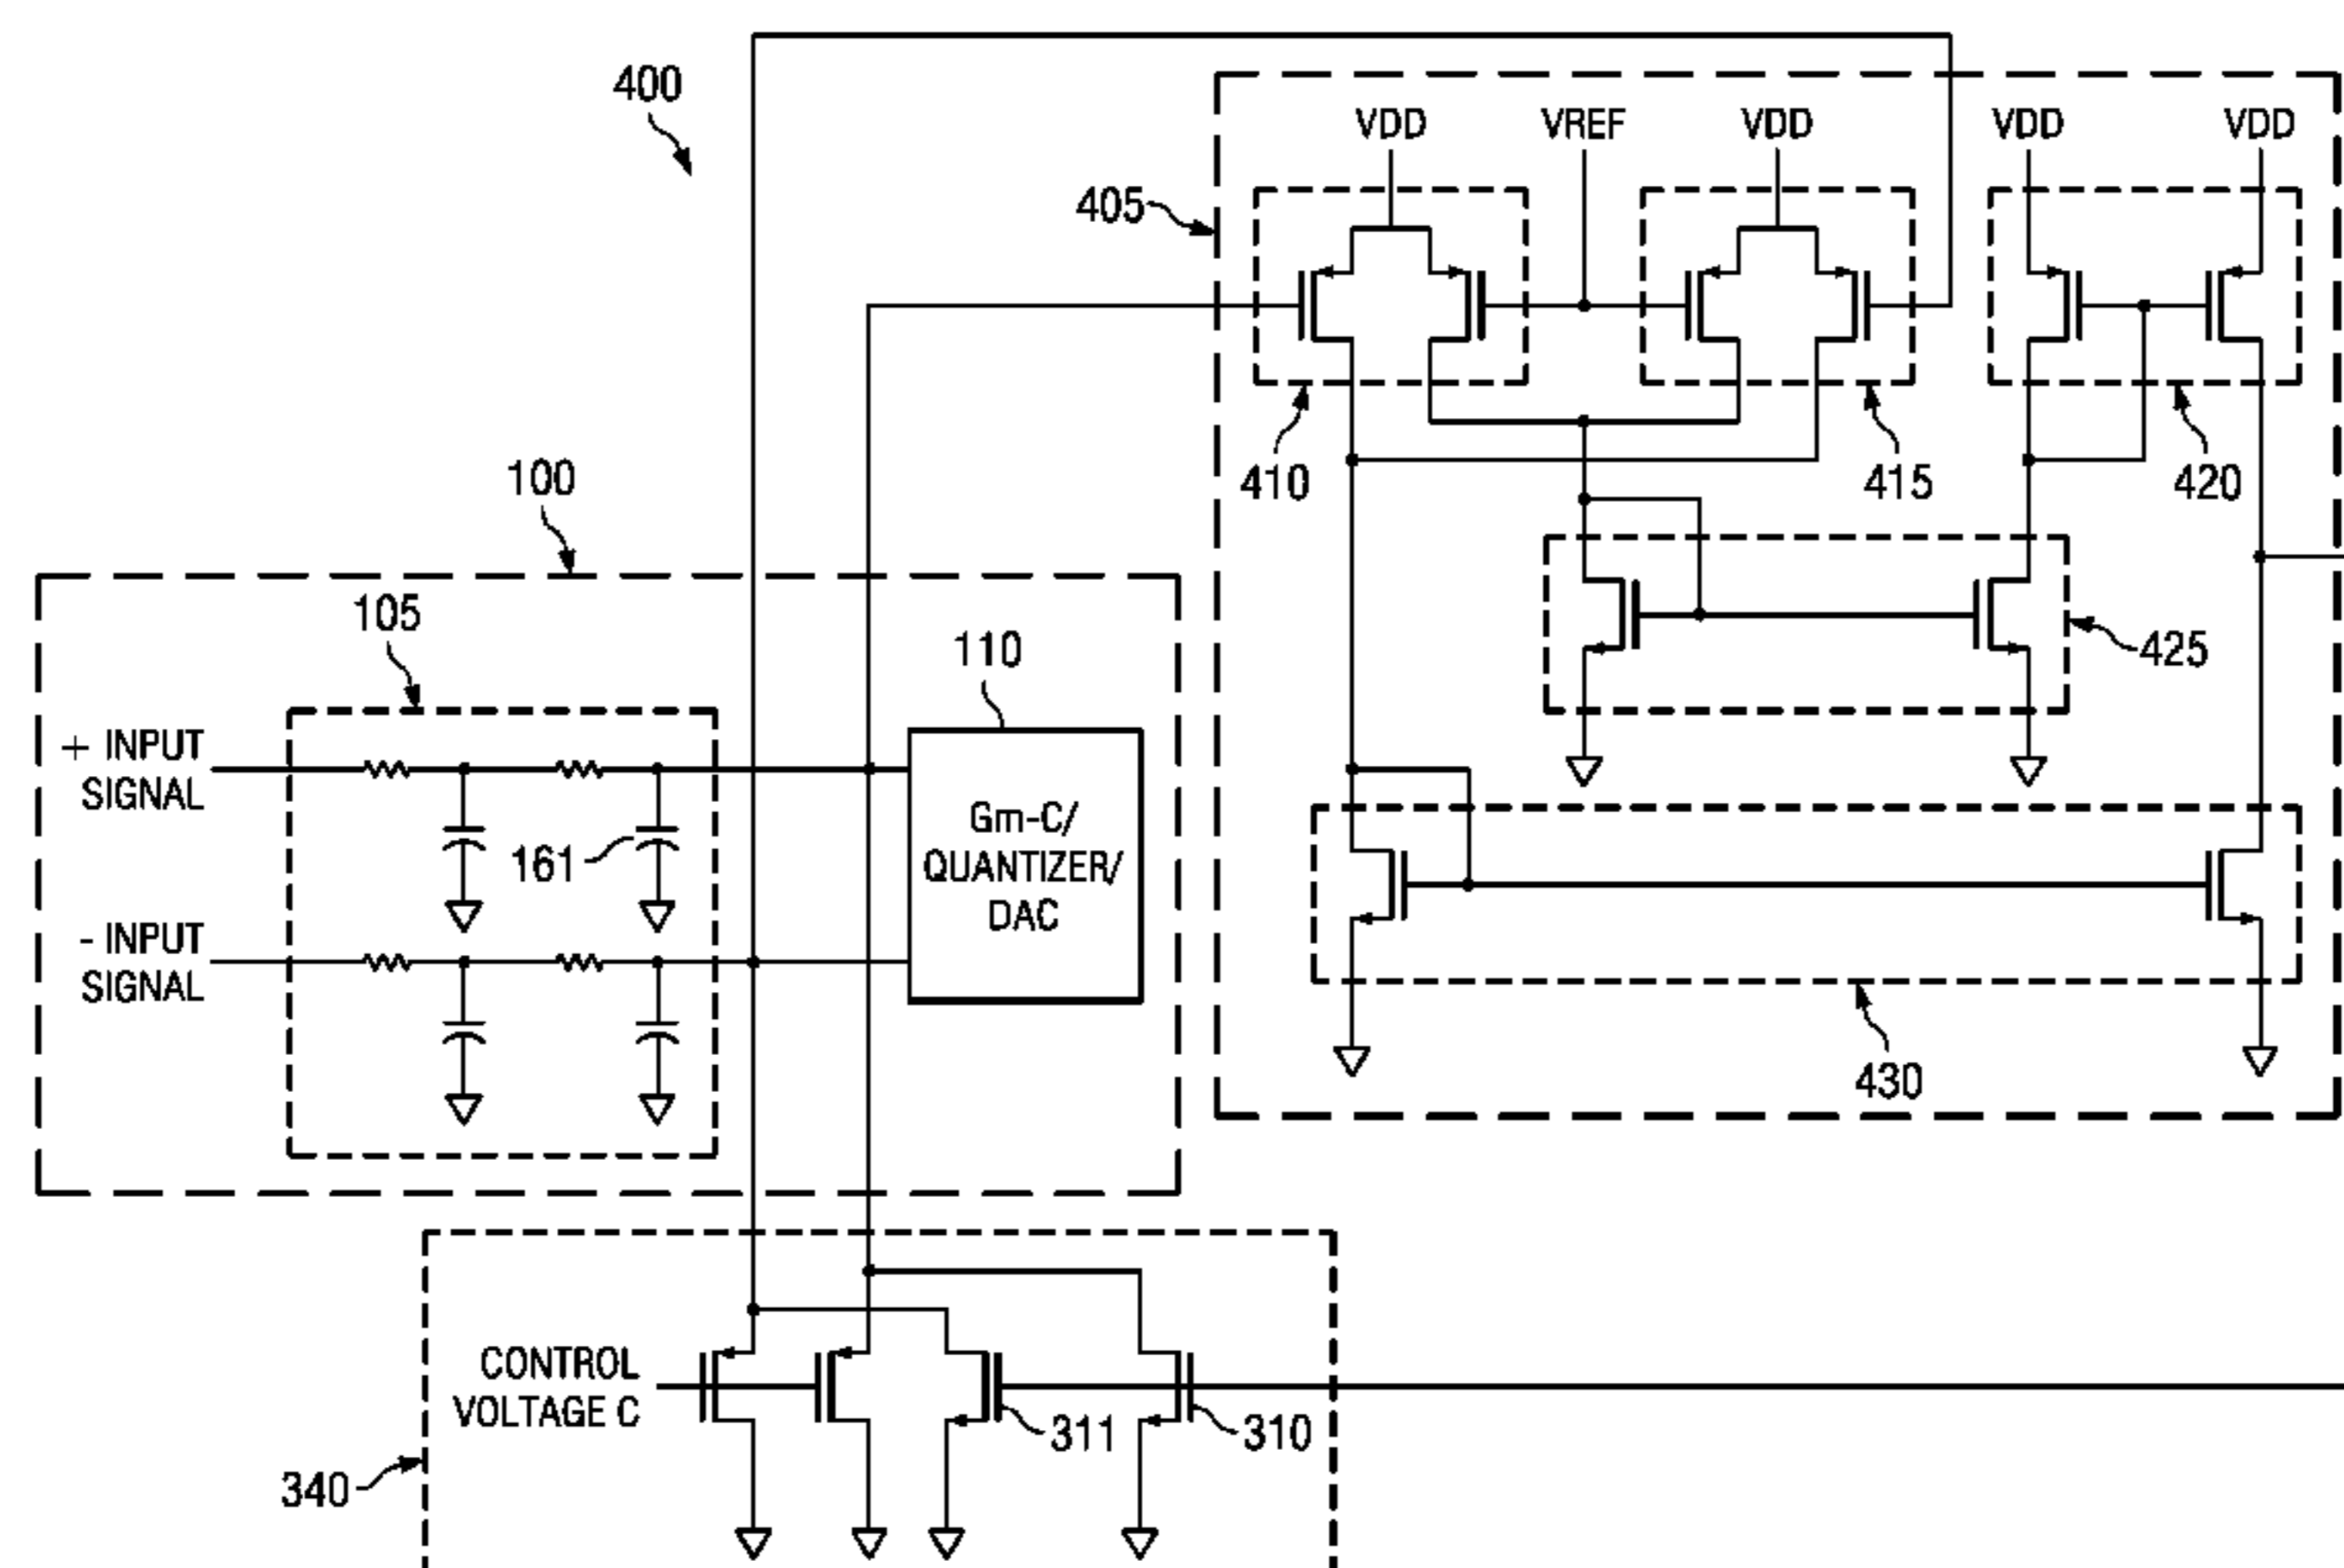 400
VDD
VREF
VDD
VDD
VDD
405
410
415
420
100
105
110
425
+ INPUT
SIGNAL
Gm-C/
QUANTIZER/
DAC
161
- INPUT
SIGNAL
430
CONTROL
VOLTAGE C
311
310
340